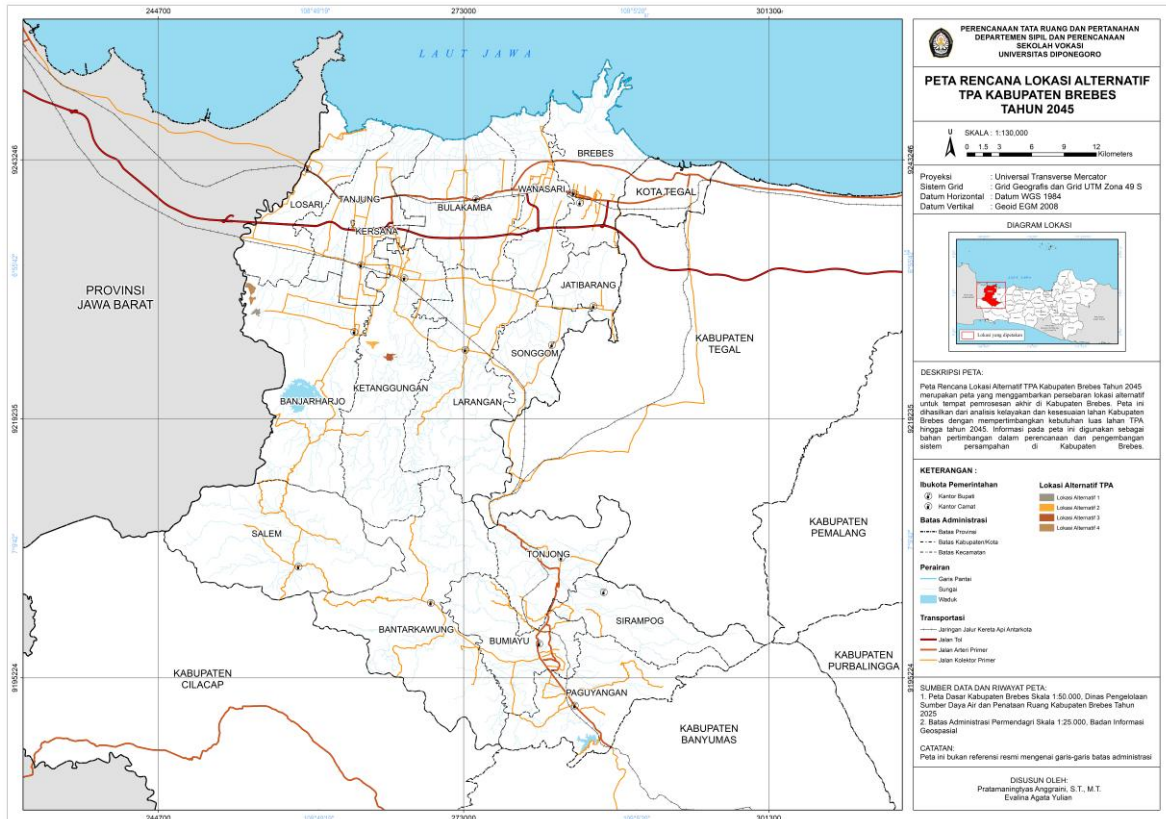 244700
273000
301300
LAUT JAWA
9243246
9243246
BREBES
WANASARI
KOTA TEGAL
LOSARI
TANJUNG
BULAKAMBA
KERSANA
PROVINSI
JAWA BARAT
JATIBARANG
KABUPATEN
TEGAL
SONGGOM
KETANGGUNGAN
BANJARHARJO
LARANGAN
9219235
9219235
KABUPATEN
PEMALANG
SALEM
TONJONG
BANTARKAWUNG
BUMIAYU
SIRAMPOG
KABUPATEN
PURBALINGGA
KABUPATEN
CILACAP
9195224
9195224
PAGUYANGAN
KABUPATEN
BANYUMAS
244700
273000
301300
PERENCANAAN TATA RUANG DAN PERTANAHAN
DEPARTEMEN SIPIL DAN PERENCANAAN
SEKOLAH VOKASI
UNIVERSITAS DIPONEGORO
PETA RENCANA LOKASI ALTERNATIF
TPA KABUPATEN BREBES
TAHUN 2045
U
SKALA : 1:130,000
0 1.5 3 6 9 12
Kilometers
Proyeksi : Universal Transverse Mercator
Sistem Grid : Grid Geografis dan Grid UTM Zona 49 S
Datum Horizontal : Datum WGS 1984
Datum Vertikal : Geoid EGM 2008
DIAGRAM LOKASI
Lokasi yang dipetakan
DESKRIPSI PETA:
Peta Rencana Lokasi Alternatif TPA Kabupaten Brebes Tahun 2045
merupakan peta yang menggambarkan persebaran lokasi alternatif
untuk tempat pemrosesan akhir di Kabupaten Brebes. Peta ini
dihasilkan dari analisis kelayakan dan kesesuaian lahan Kabupaten
Brebes dengan mempertimbangkan kebutuhan luas lahan TPA
hingga tahun 2045. Informasi pada peta ini digunakan sebagai
bahan pertimbangan dalam perencanaan dan pengembangan
sistem persampahan di Kabupaten Brebes.
KETERANGAN :
Ibukota Pemerintahan
Kantor Bupati
Kantor Camat
Batas Administrasi
Batas Provinsi
Batas Kabupaten/Kota
Batas Kecamatan
Perairan
Garis Pantai
Sungai
Waduk
Transportasi
Jaringan Jalur Kereta Api Antarkota
Jalan Tol
Jalan Arteri Primer
Jalan Kolektor Primer
Lokasi Alternatif TPA
Lokasi Alternatif 1
Lokasi Alternatif 2
Lokasi Alternatif 3
Lokasi Alternatif 4
SUMBER DATA DAN RIWAYAT PETA:
1. Peta Dasar Kabupaten Brebes Skala 1:50.000, Dinas Pengelolaan
Sumber Daya Air dan Penataan Ruang Kabupaten Brebes Tahun
2025
2. Batas Administrasi Permendagri Skala 1:25.000, Badan Informasi
Geospasial
CATATAN:
Peta ini bukan referensi resmi mengenai garis-garis batas administrasi
DISUSUN OLEH:
Pratamaningtyas Anggraini, S.T., M.T.
Evalina Agata Yulian